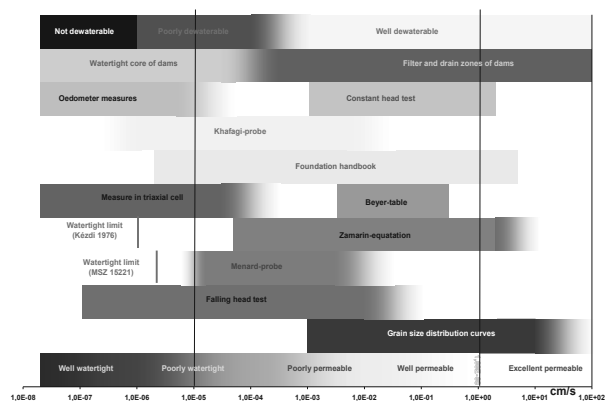 Not dewaterable Poorly dewaterable Well dewaterable
Watertight core of dams Filter and drain zones of dams
Oedometer measures Constant head test
Khafagi-probe
Foundation handbook
Measure in triaxial cell Beyer-table
Watertight limit
(Kézdi 1976)
Zamarin-equatation
Watertight limit
(MSZ 15221)
Menard-probe
Falling head test
Grain size distribution curves
Well watertight Poorly watertight Poorly permeable Well permeable Excellent permeable
cm/s
1,0E-08 1,0E-07 1,0E-06 1,0E-05 1,0E-04 1,0E-03 1,0E-02 1,0E-01 1,0E+00 1,0E+01 1,0E+02